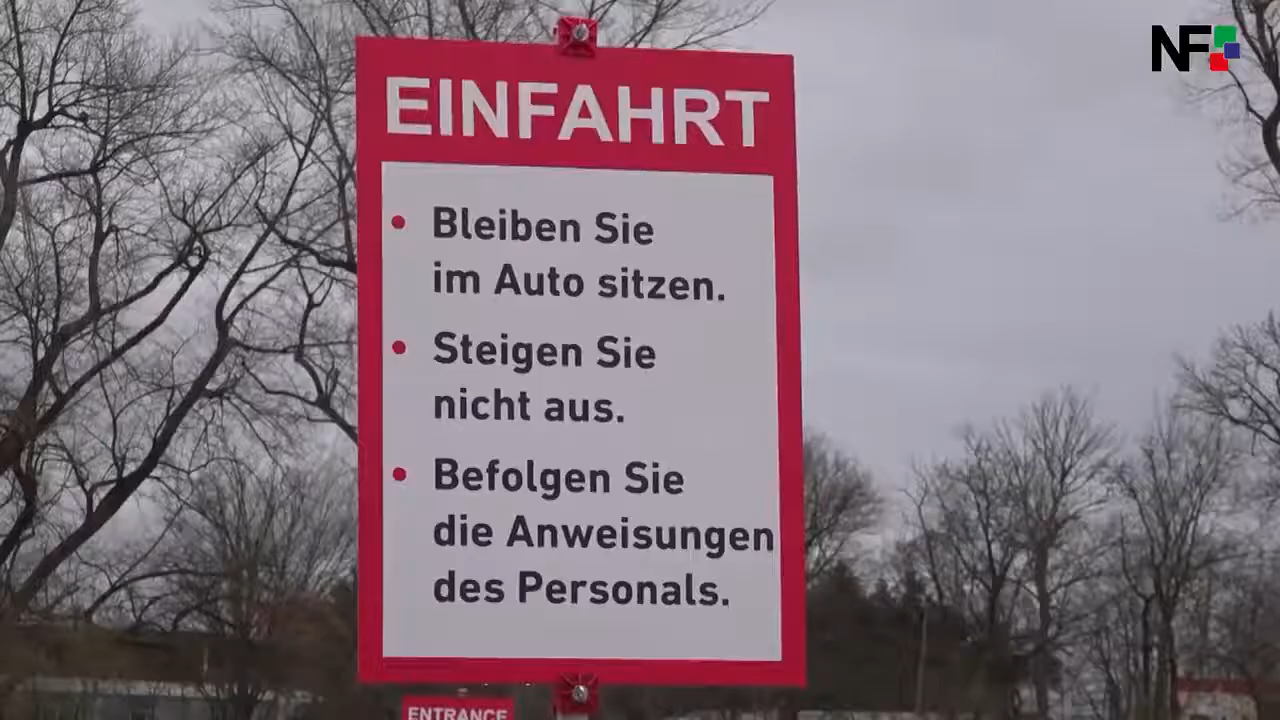 NF
EINFAHRT
• Bleiben Sie
im Auto sitzen.
• Steigen Sie
nicht aus.
• Befolgen Sie
die Anweisungen
des Personals.
ENTRANCE